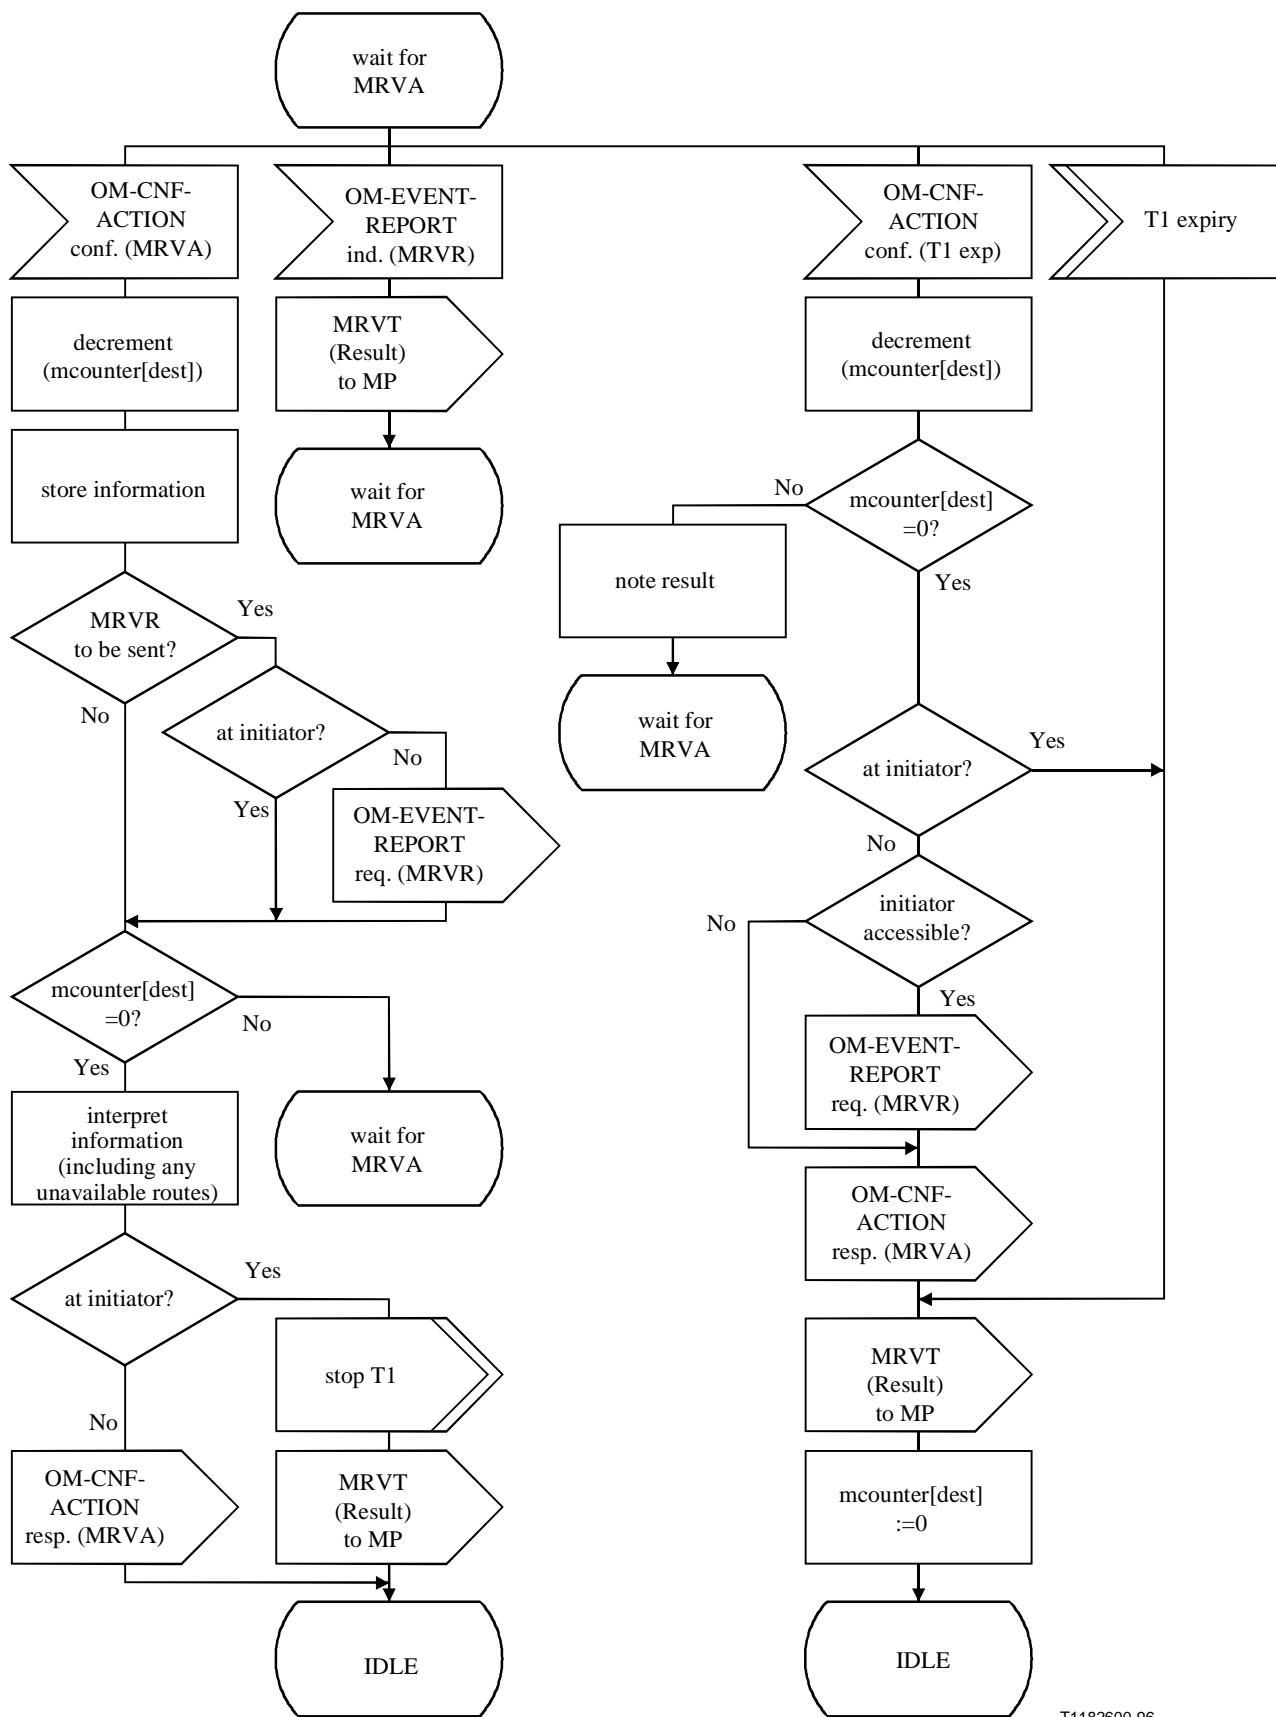 wait for
MRVA
OM-CNF-
ACTION
conf. (MRVA)
OM-EVENT-
REPORT
ind. (MRVR)
OM-CNF-
ACTION
conf. (T1 exp)
T1 expiry
decrement
(mcounter[dest])
MRVT
(Result)
to MP
decrement
(mcounter[dest])
store information
wait for
MRVA
No
mcounter[dest]
=0?
Yes
note result
MRVR
to be sent?
Yes
No
at initiator?
No
Yes
wait for
MRVA
at initiator?
Yes
No
OM-EVENT-
REPORT
req. (MRVR)
initiator
accessible?
No
Yes
mcounter[dest]
=0?
No
Yes
OM-EVENT-
REPORT
req. (MRVR)
interpret
information
(including any
unavailable routes)
wait for
MRVA
OM-CNF-
ACTION
resp. (MRVA)
at initiator?
Yes
No
stop T1
MRVT
(Result)
to MP
OM-CNF-
ACTION
resp. (MRVA)
MRVT
(Result)
to MP
mcounter[dest]
:=0
IDLE
IDLE
T1182600-96